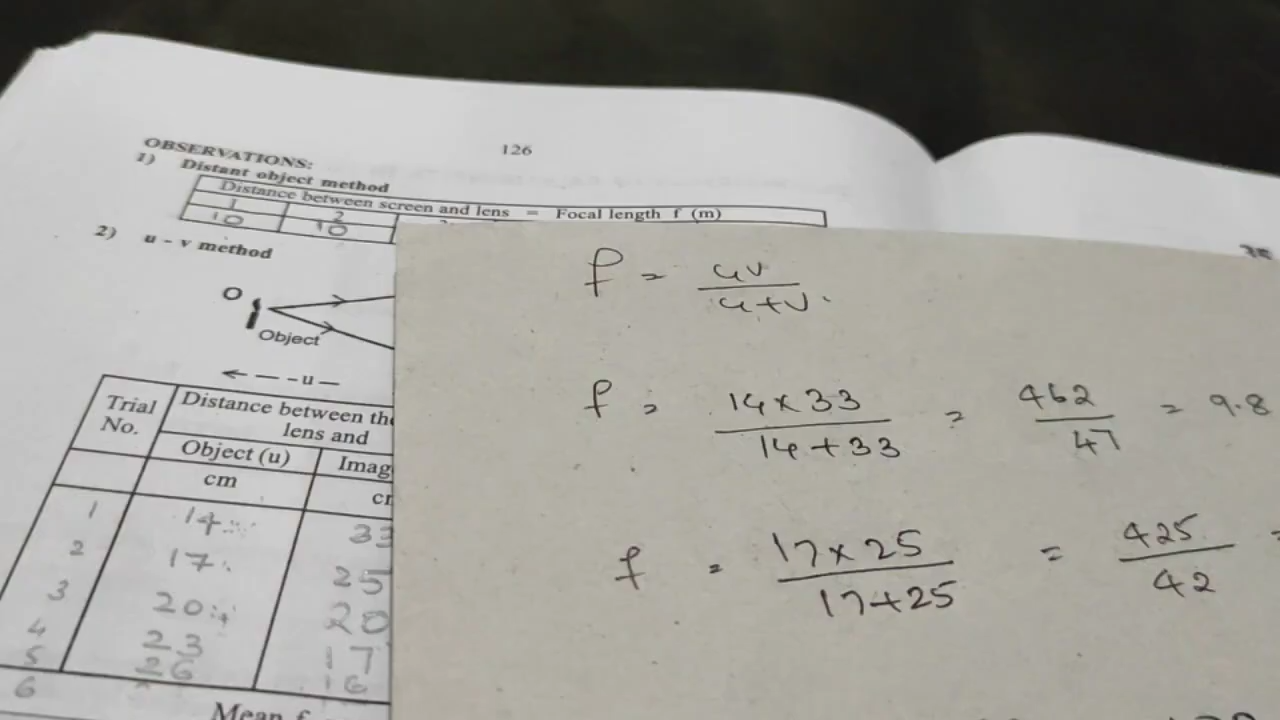 126
OBSERVATIONS:
1) Distant object method
Distance between screen and lens = Focal length f (m)
1 2
10 10
2) u - v method
O
Object
← - - -u —
Trial No.
Distance between the
lens and
Object (u)
Imag
cm
cr
1 14 33
2 17 25
3 20 20
4 23 17
5 26 16
6
Mean f
f = uv / u+v
f = 14 x 33 / 14 + 33 = 462 / 47 = 9.8
f = 17 x 25 / 17+25 = 425 / 42 =